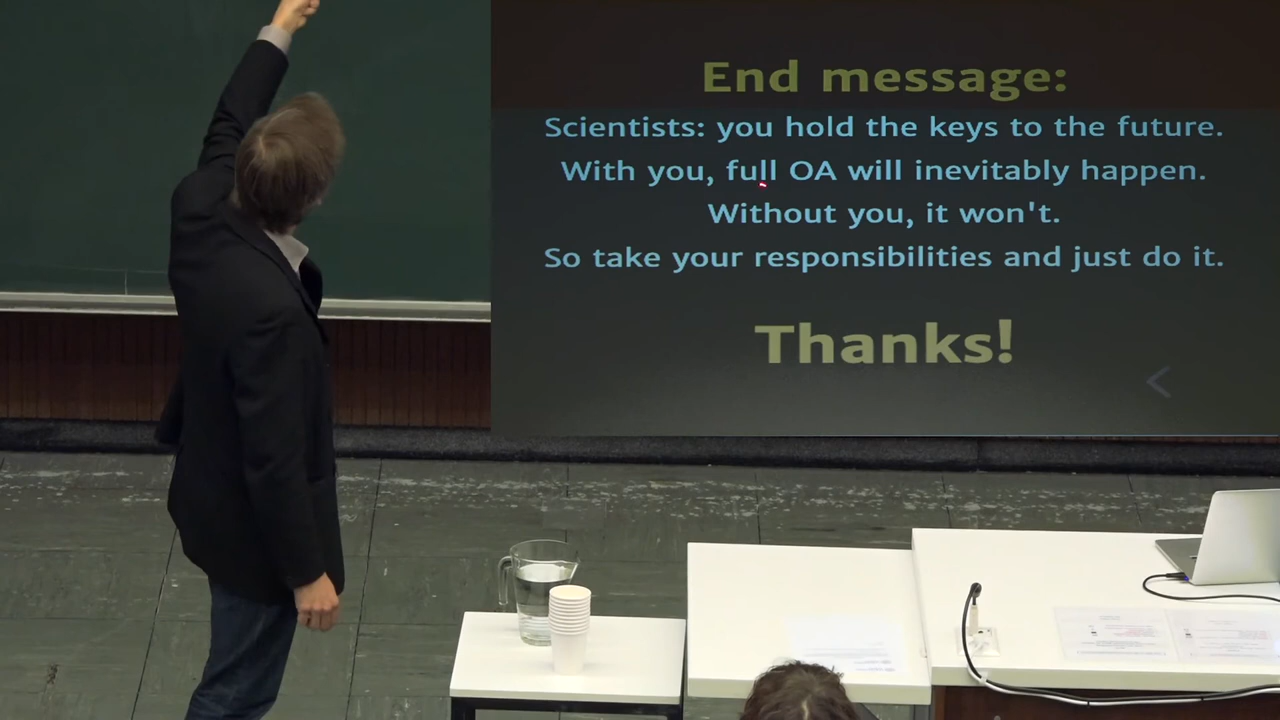 End message:
Scientists: you hold the keys to the future.
With you, full OA will inevitably happen.
Without you, it won't.
So take your responsibilities and just do it.
Thanks!